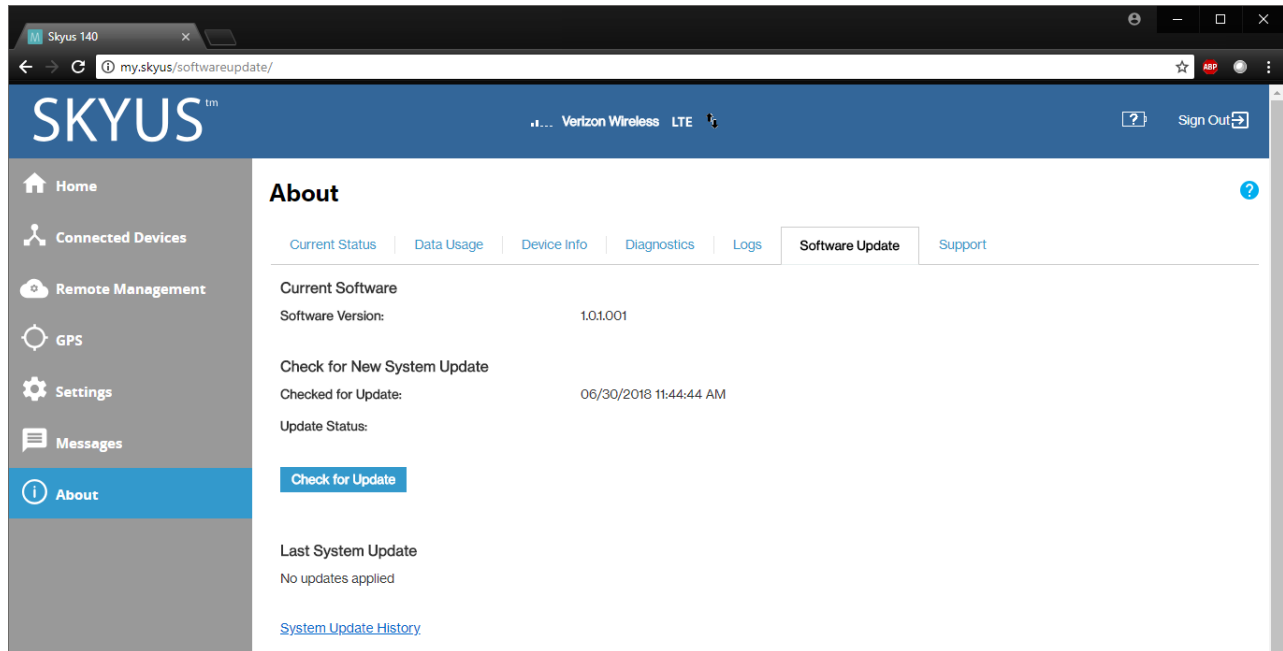 M Skyus 140
my.skyus/softwareupdate/
ABP
SKYUS tm
Verizon Wireless LTE
?
Sign Out
Home
Connected Devices
Remote Management
GPS
Settings
Messages
About
About
?
Current Status Data Usage Device Info Diagnostics Logs Software Update Support
Current Software
Software Version: 1.0.1.001
Check for New System Update
Checked for Update: 06/30/2018 11:44:44 AM
Update Status:
Check for Update
Last System Update
No updates applied
System Update History